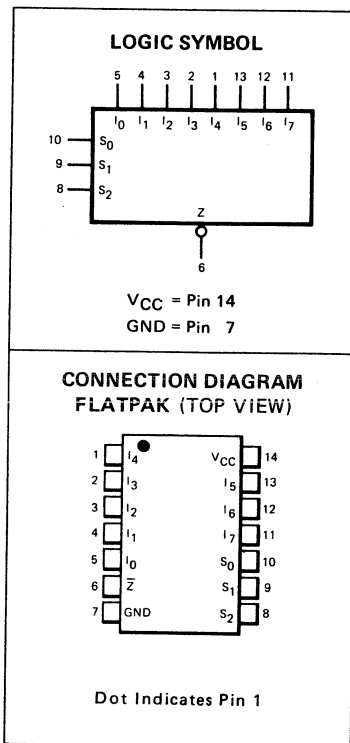 LOGIC SYMBOL
5 4 3 2 1 13 12 11
I0 I1 I2 I3 I4 I5 I6 I7
10 S0
9 S1
8 S2
Z
6
VCC = Pin 14
GND = Pin 7
CONNECTION DIAGRAM
FLATPAK (TOP VIEW)
1 I4 VCC 14
2 I3 I5 13
3 I2 I6 12
4 I1 I7 11
5 I0 S0 10
6 Z̅ S1 9
7 GND S2 8
Dot Indicates Pin 1